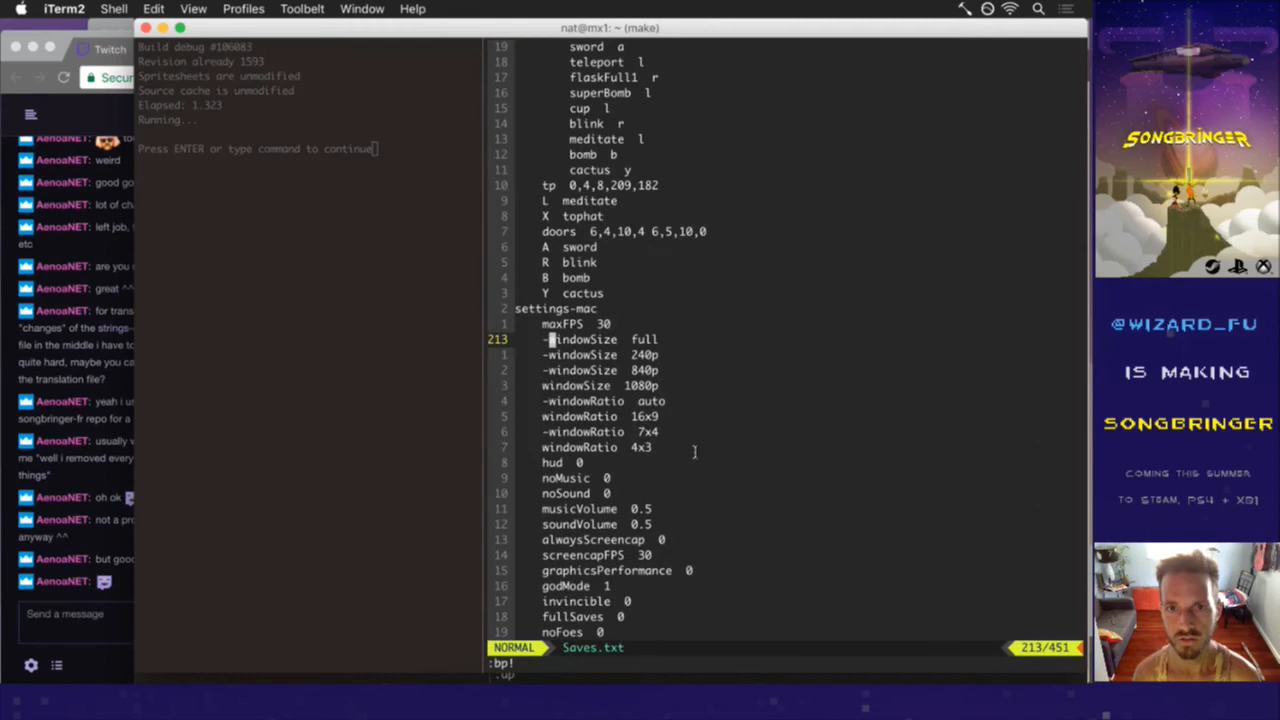 iTerm2 Shell Edit View Profiles Toolbelt Window Help
nat@mx1: ~ (make)
Twitch
Secur
AenoaNET: to
AenoaNET: weird
AenoaNET: good go
AenoaNET: lot of cha
AenoaNET: left job,
etc
AenoaNET: are you
AenoaNET: great ^^
AenoaNET: for trans
"changes" of the strings-
file in the middle i have to
quite hard, maybe you ca
the translation file?
AenoaNET: yeah i u
songbringer-fr repo for a
AenoaNET: usually
me "well i removed every
things"
AenoaNET: oh ok
AenoaNET: not a pro
anyway ^^
AenoaNET: but good
AenoaNET:
Send a message
Build debug #106083
Revision already 1593
Spritesheets are unmodified
Source cache is unmodified
Elapsed: 1.323
Running...
Press ENTER or type command to continue
19 sword a
18 teleport l
17 flaskFull1 r
16 superBomb l
15 cup l
14 blink r
13 meditate l
12 bomb b
11 cactus y
10 tp 0,4,8,209,182
9 L meditate
8 X tophat
7 doors 6,4,10,4 6,5,10,0
6 A sword
5 R blink
4 B bomb
3 Y cactus
2 settings-mac
1 maxFPS 30
213 -windowSize full
1 -windowSize 240p
2 -windowSize 840p
3 windowSize 1080p
4 -windowRatio auto
5 windowRatio 16x9
6 -windowRatio 7x4
7 windowRatio 4x3
8 hud 0
9 noMusic 0
10 noSound 0
11 musicVolume 0.5
12 soundVolume 0.5
13 alwaysScreencap 0
14 screencapFPS 30
15 graphicsPerformance 0
16 godMode 1
17 invincible 0
18 fullSaves 0
19 noFoes 0
NORMAL Saves.txt 213/451
:bp!
SONGBRINGER
@WIZARD_FU
IS MAKING
SONGBRINGER
COMING THIS SUMMER
TO STEAM, PS4 + XB1